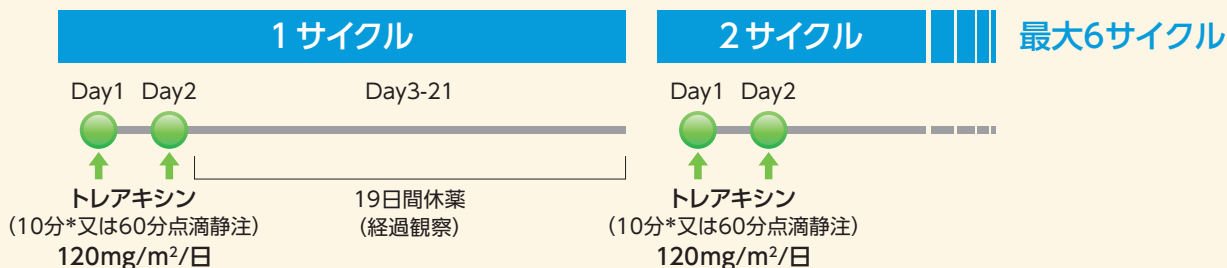 1サイクル
2サイクル
最大6サイクル
Day1 Day2 Day3-21
Day1 Day2
トレアキシン
(10分*又は60分点滴静注)
120mg/m²/日
19日間休薬
(経過観察)
トレアキシン
(10分*又は60分点滴静注)
120mg/m²/日